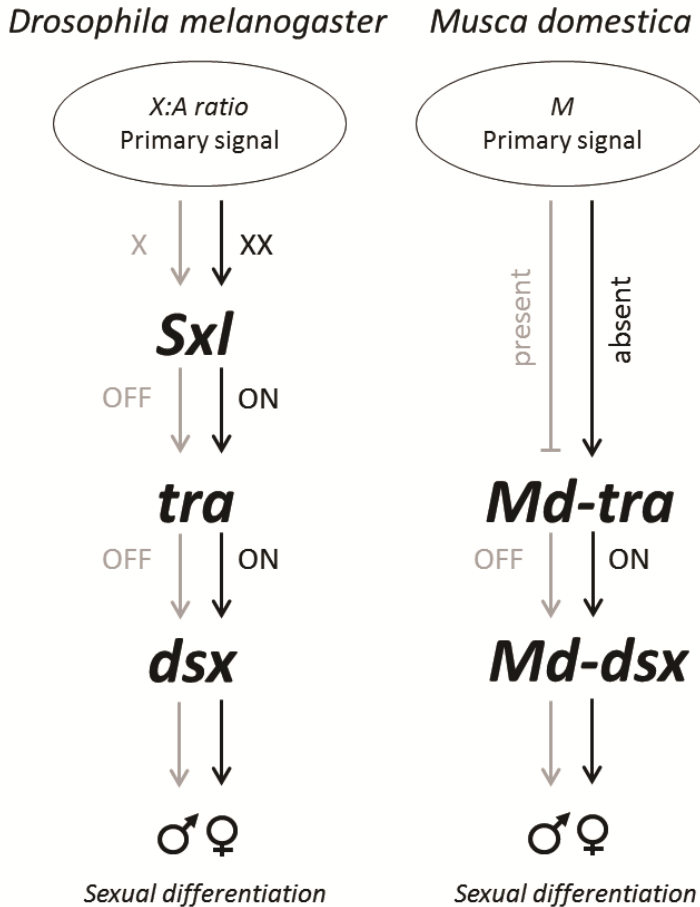 Drosophila melanogaster
X:A ratio
Primary signal
X
XX
Sxl
OFF
ON
tra
OFF
ON
dsx
♂♀
Sexual differentiation
Musca domestica
M
Primary signal
present
absent
Md-tra
OFF
ON
Md-dsx
♂♀
Sexual differentiation